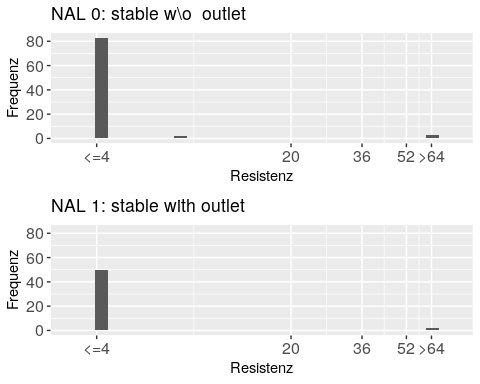 NAL 0: stable w\o  outlet
Frequenz
80
60
40
20
0
<=4 20 36 52 >64
Resistenz
NAL 1: stable with outlet
Frequenz
80
60
40
20
0
<=4 20 36 52 >64
Resistenz